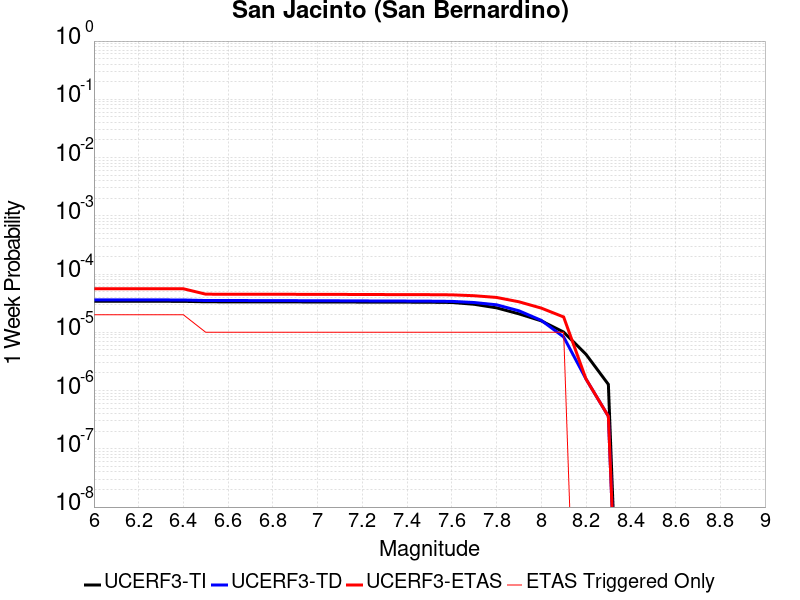 San Jacinto (San Bernardino)
10 0
10 -1
10 -2
10 -3
10 -4
10 -5
10 -6
10 -7
10 -8
1 Week Probability
6 6.2 6.4 6.6 6.8 7 7.2 7.4 7.6 7.8 8 8.2 8.4 8.6 8.8 9
Magnitude
UCERF3-TI UCERF3-TD UCERF3-ETAS ETAS Triggered Only